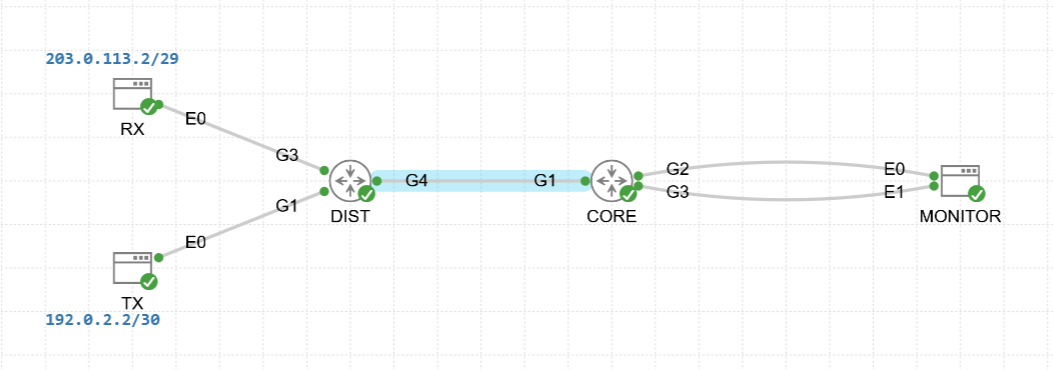 203.0.113.2/29
RX
E0
G3
G4
G1
DIST
G1
E0
TX
192.0.2.2/30
CORE
G2
G3
E0
E1
MONITOR